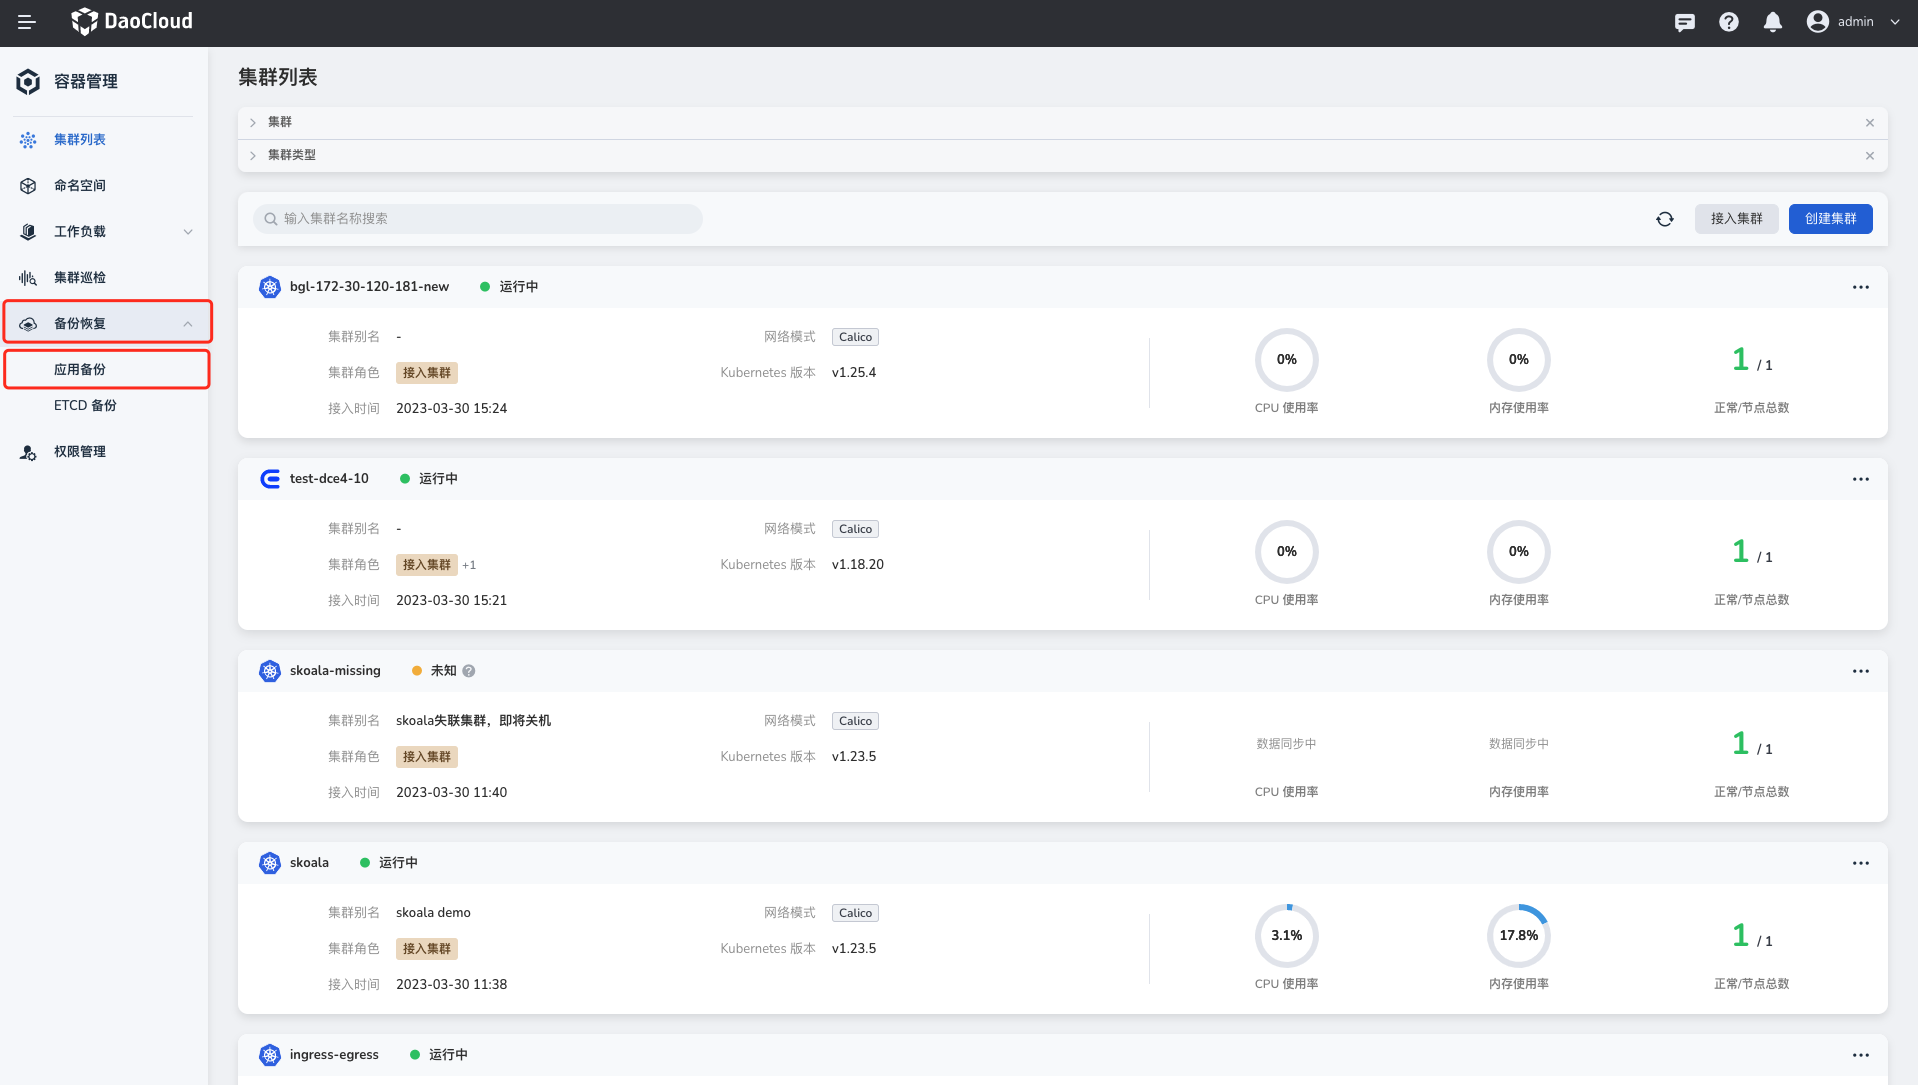 DaoCloud
admin
容器管理
集群列表
命名空间
工作负载
集群巡检
备份恢复
应用备份
ETCD 备份
权限管理
集群列表
集群
集群类型
输入集群名称搜索
接入集群
创建集群
bgl-172-30-120-181-new 运行中
集群别名 -
网络模式 Calico
集群角色 接入集群
Kubernetes 版本 v1.25.4
接入时间 2023-03-30 15:24
0%
CPU 使用率
0%
内存使用率
1 / 1
正常/节点总数
test-dce4-10 运行中
集群别名 -
网络模式 Calico
集群角色 接入集群 +1
Kubernetes 版本 v1.18.20
接入时间 2023-03-30 15:21
0%
CPU 使用率
0%
内存使用率
1 / 1
正常/节点总数
skoala-missing 未知
集群别名 skoala失联集群，即将关机
网络模式 Calico
集群角色 接入集群
Kubernetes 版本 v1.23.5
接入时间 2023-03-30 11:40
数据同步中
CPU 使用率
数据同步中
内存使用率
1 / 1
正常/节点总数
skoala 运行中
集群别名 skoala demo
网络模式 Calico
集群角色 接入集群
Kubernetes 版本 v1.23.5
接入时间 2023-03-30 11:38
3.1%
CPU 使用率
17.8%
内存使用率
1 / 1
正常/节点总数
ingress-egress 运行中